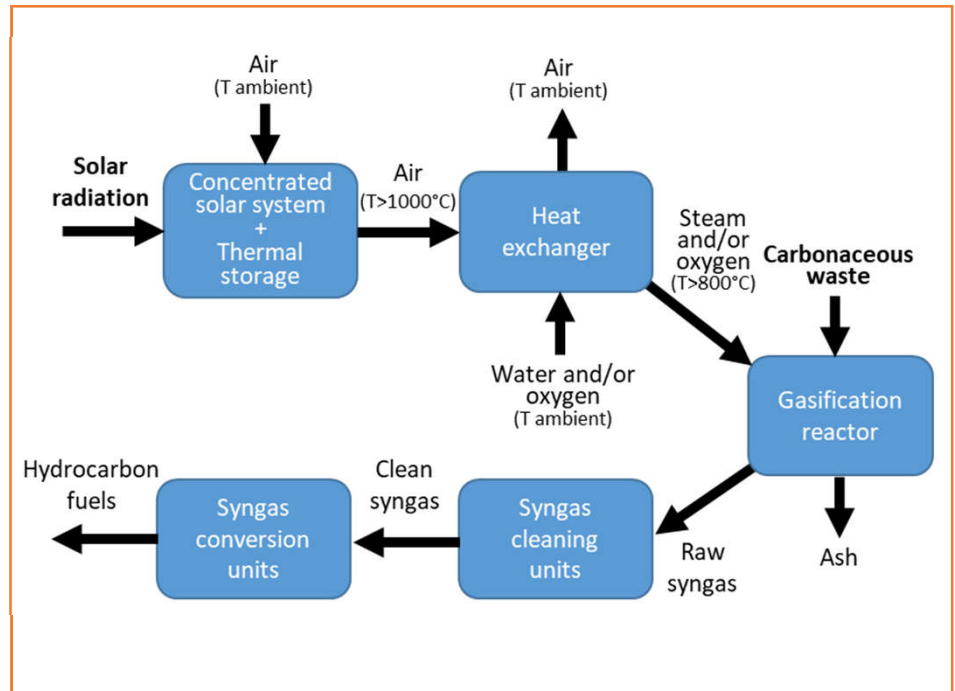 Air
(T ambient)
Air
(T ambient)
Solar
radiation
Concentrated
solar system
+
Thermal
storage
Air
(T>1000°C)
Heat
exchanger
Steam
and/or
oxygen
(T>800°C)
Carbonaceous
waste
Water and/or
oxygen
(T ambient)
Gasification
reactor
Hydrocarbon
fuels
Syngas
conversion
units
Clean
syngas
Syngas
cleaning
units
Raw
syngas
Ash